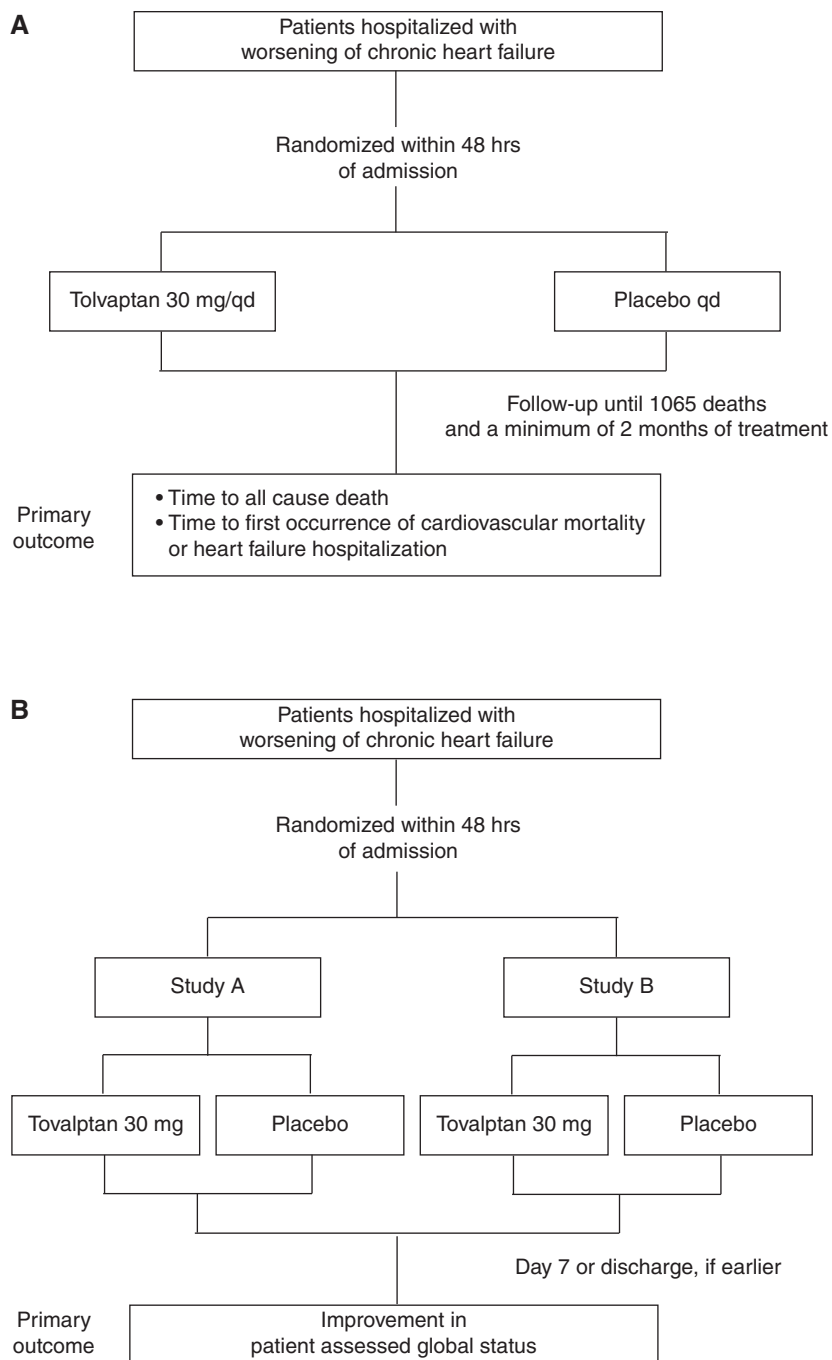 A
Patients hospitalized with
worsening of chronic heart failure
Randomized within 48 hrs
of admission
Tolvaptan 30 mg/qd
Placebo qd
Follow-up until 1065 deaths
and a minimum of 2 months of treatment
Primary
outcome
• Time to all cause death
• Time to first occurrence of cardiovascular mortality
or heart failure hospitalization
B
Patients hospitalized with
worsening of chronic heart failure
Randomized within 48 hrs
of admission
Study A
Study B
Tovalptan 30 mg
Placebo
Tovalptan 30 mg
Placebo
Day 7 or discharge, if earlier
Primary
outcome
Improvement in
patient assessed global status